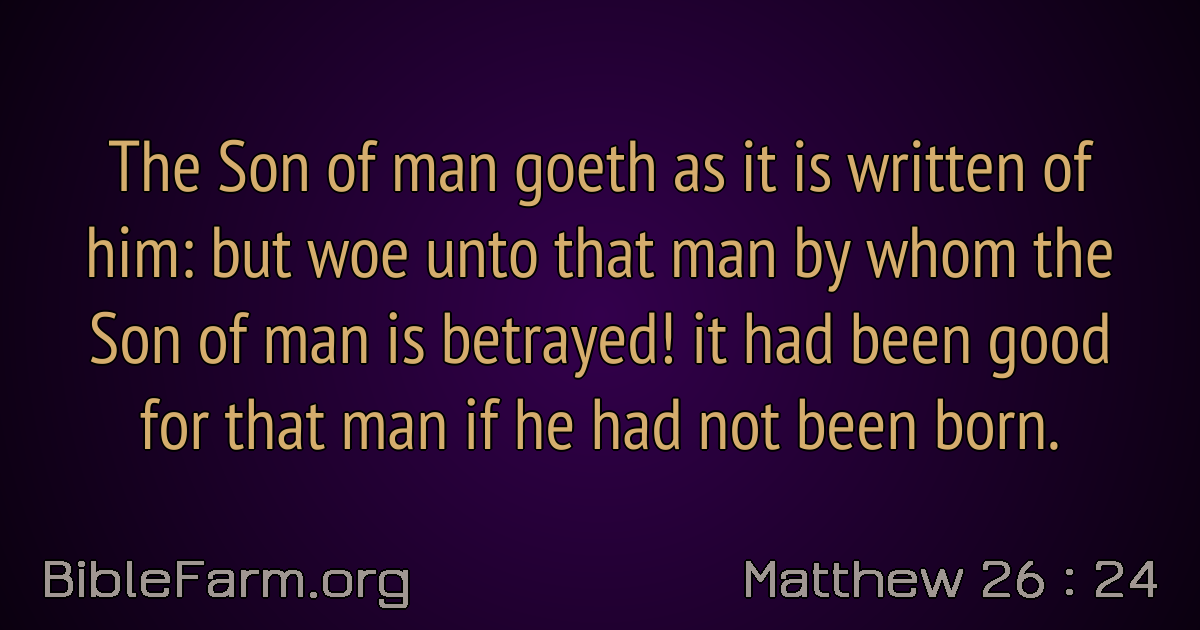 The Son of man goeth as it is written of
him: but woe unto that man by whom the
Son of man is betrayed! it had been good
for that man if he had not been born.
BibleFarm.org
Matthew 26 : 24